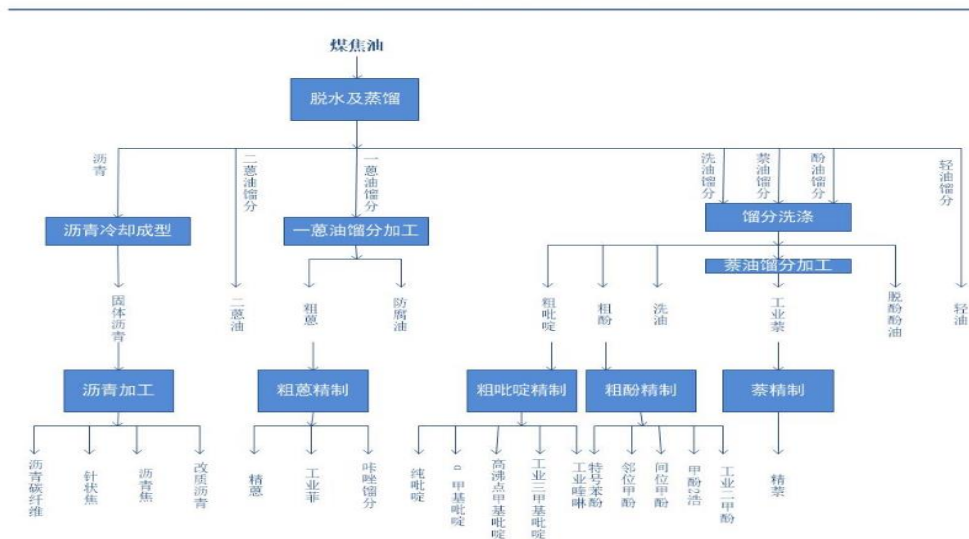 煤焦油
脱水及蒸馏
沥青
二蒽油馏分
一蒽油馏分
洗油馏分
萘油馏分
酚油馏分
轻油馏分
沥青冷却成型
一蒽油馏分加工
馏分洗涤
萘油馏分加工
固体沥青
二蒽油
粗蒽
防腐油
粗吡啶
粗酚
洗油
工业萘
脱酚酚油
轻油
沥青加工
粗蒽精制
粗吡啶精制
粗酚精制
萘精制
沥青碳纤维
针状焦
沥青焦
改质沥青
精蒽
工业菲
咔唑馏分
纯吡啶
甲基吡啶
高沸点甲基吡啶
工业三甲基吡啶
工业喹啉
特号苯酚
邻位甲酚
间位甲酚
工业二甲酚
精萘